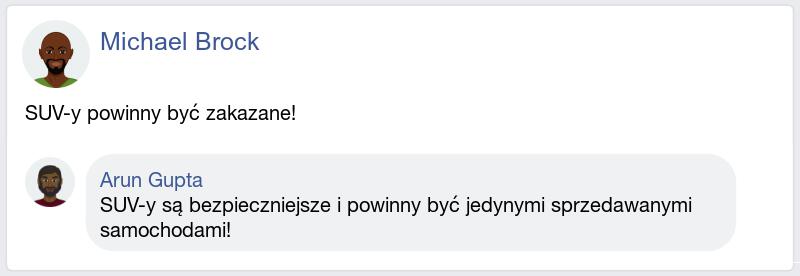 Michael Brock
SUV-y powinny być zakazane!
Arun Gupta
SUV-y są bezpieczniejsze i powinny być jedynymi sprzedawanymi
samochodami!